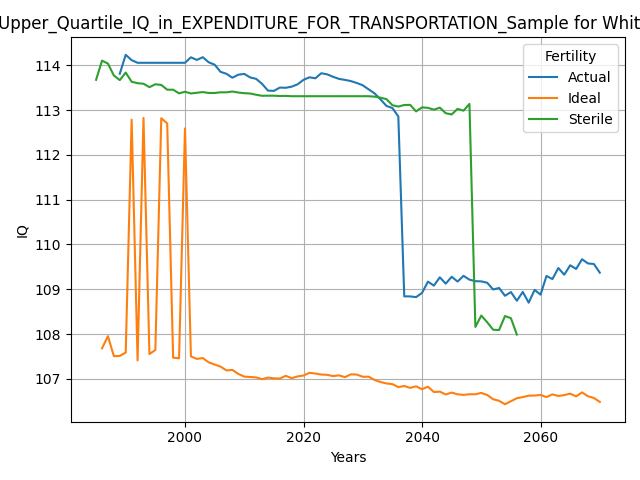 Upper_Quartile_IQ_in_EXPENDITURE_FOR_TRANSPORTATION_Sample for Whit
Fertility
Actual
Ideal
Sterile
114
113
112
111
110
109
108
107
IQ
2000
2020
2040
2060
Years